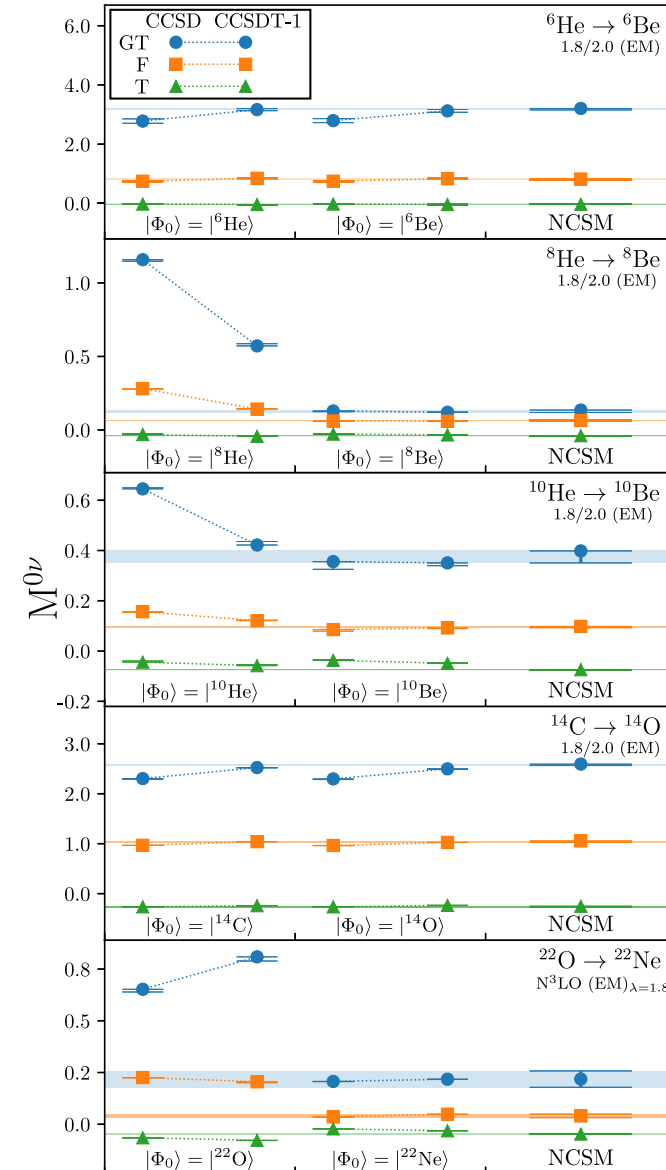 CCSD CCSDT-1
GT
F
T
⁶He → ⁶Be
1.8/2.0 (EM)
6.0
4.0
2.0
0.0
|Φ₀⟩ = |⁶He⟩ |Φ₀⟩ = |⁶Be⟩ NCSM
⁸He → ⁸Be
1.8/2.0 (EM)
1.0
0.5
0.0
|Φ₀⟩ = |⁸He⟩ |Φ₀⟩ = |⁸Be⟩ NCSM
¹⁰He → ¹⁰Be
1.8/2.0 (EM)
0.6
0.4
0.2
0.0
-0.2
M⁰ᵛ
|Φ₀⟩ = |¹⁰He⟩ |Φ₀⟩ = |¹⁰Be⟩ NCSM
¹⁴C → ¹⁴O
1.8/2.0 (EM)
3.0
2.0
1.0
0.0
|Φ₀⟩ = |¹⁴C⟩ |Φ₀⟩ = |¹⁴O⟩ NCSM
²²O → ²²Ne
N³LO (EM)λ=1.8
0.8
0.5
0.2
0.0
|Φ₀⟩ = |²²O⟩ |Φ₀⟩ = |²²Ne⟩ NCSM